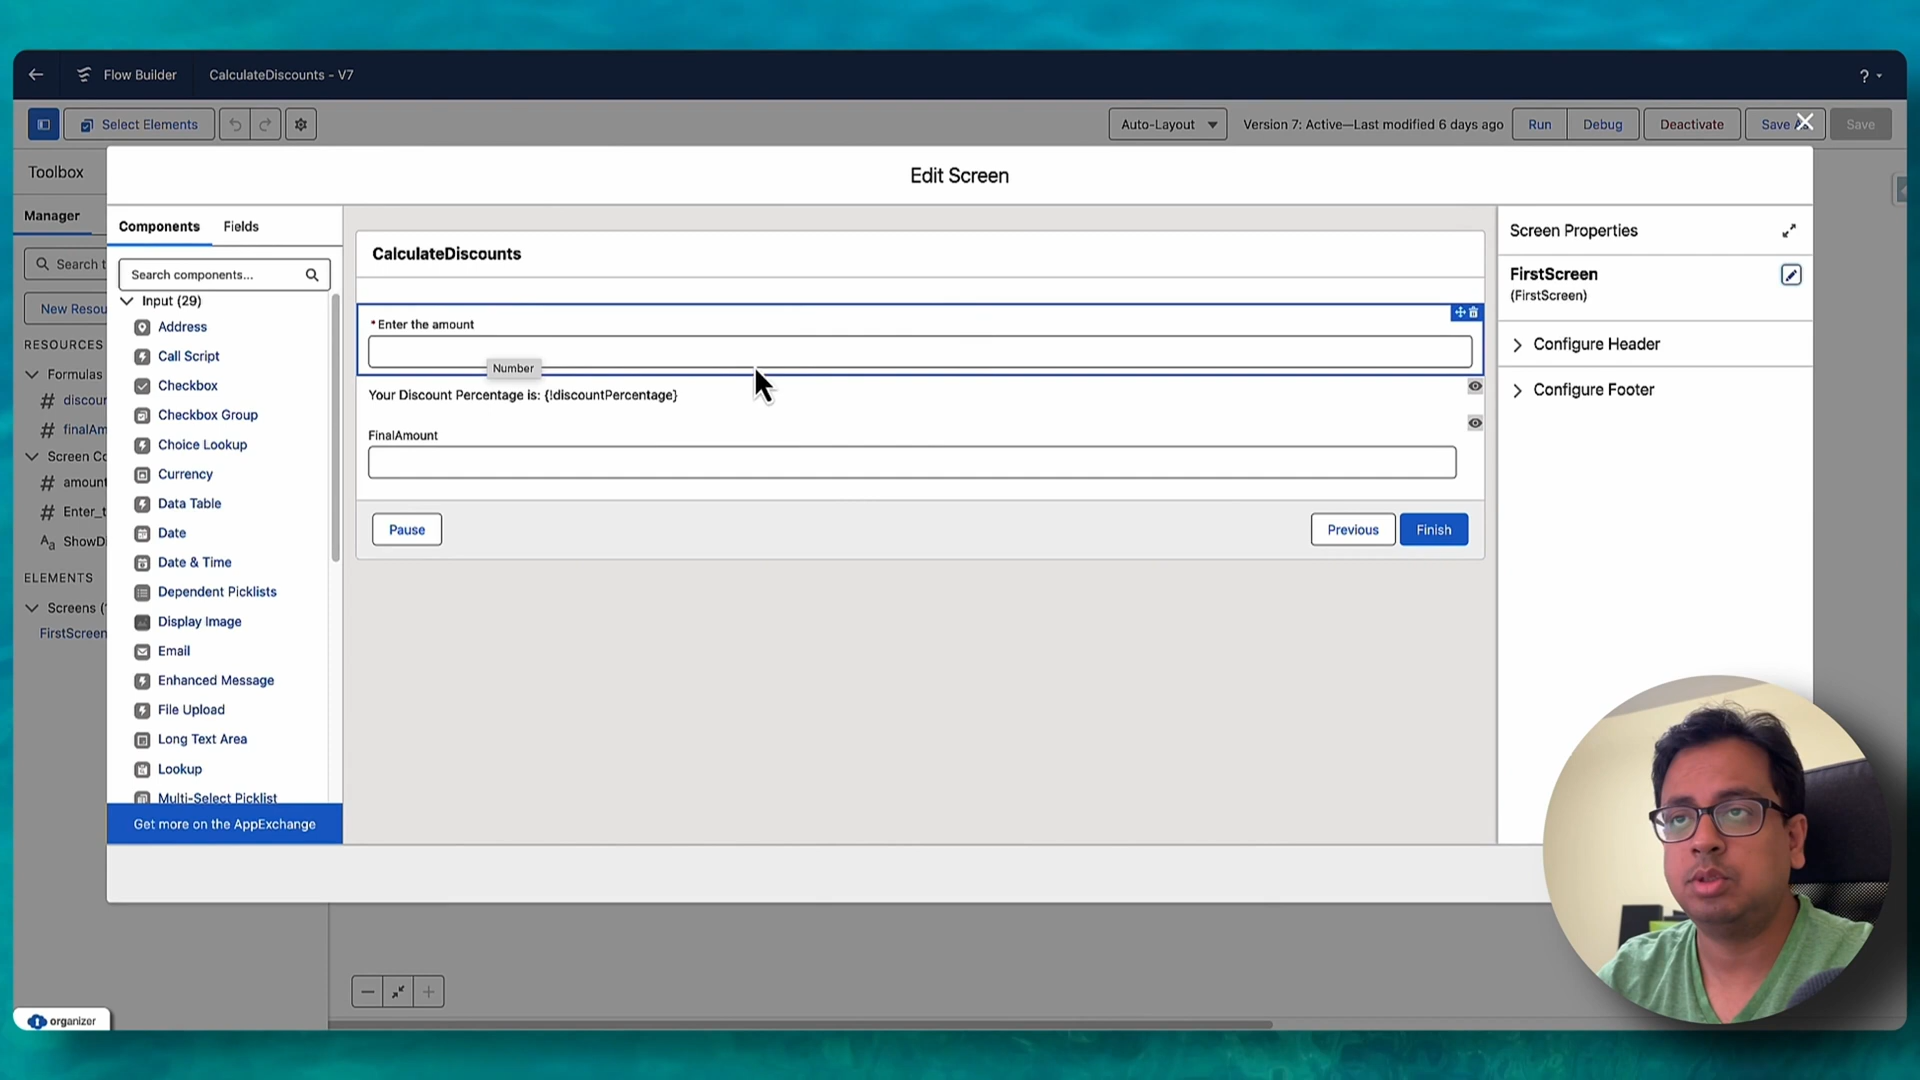 Flow Builder
CalculateDiscounts - V7
?
Select Elements
Auto-Layout
Version 7: Active—Last modified 6 days ago
Run
Debug
Deactivate
Save
Save
Toolbox
Manager
Search t
New Resou
RESOURCES
Formulas
# discour
# finalAm
Screen Co
# amount
# Enter_t
Aa ShowDi
ELEMENTS
Screens (
FirstScreen
Edit Screen
Components
Fields
Search components...
Input (29)
Address
Call Script
Checkbox
Checkbox Group
Choice Lookup
Currency
Data Table
Date
Date & Time
Dependent Picklists
Display Image
Email
Enhanced Message
File Upload
Long Text Area
Lookup
Multi-Select Picklist
Get more on the AppExchange
CalculateDiscounts
* Enter the amount
Number
Your Discount Percentage is: {!discountPercentage}
FinalAmount
Pause
Previous
Finish
Screen Properties
FirstScreen
(FirstScreen)
Configure Header
Configure Footer
organizer